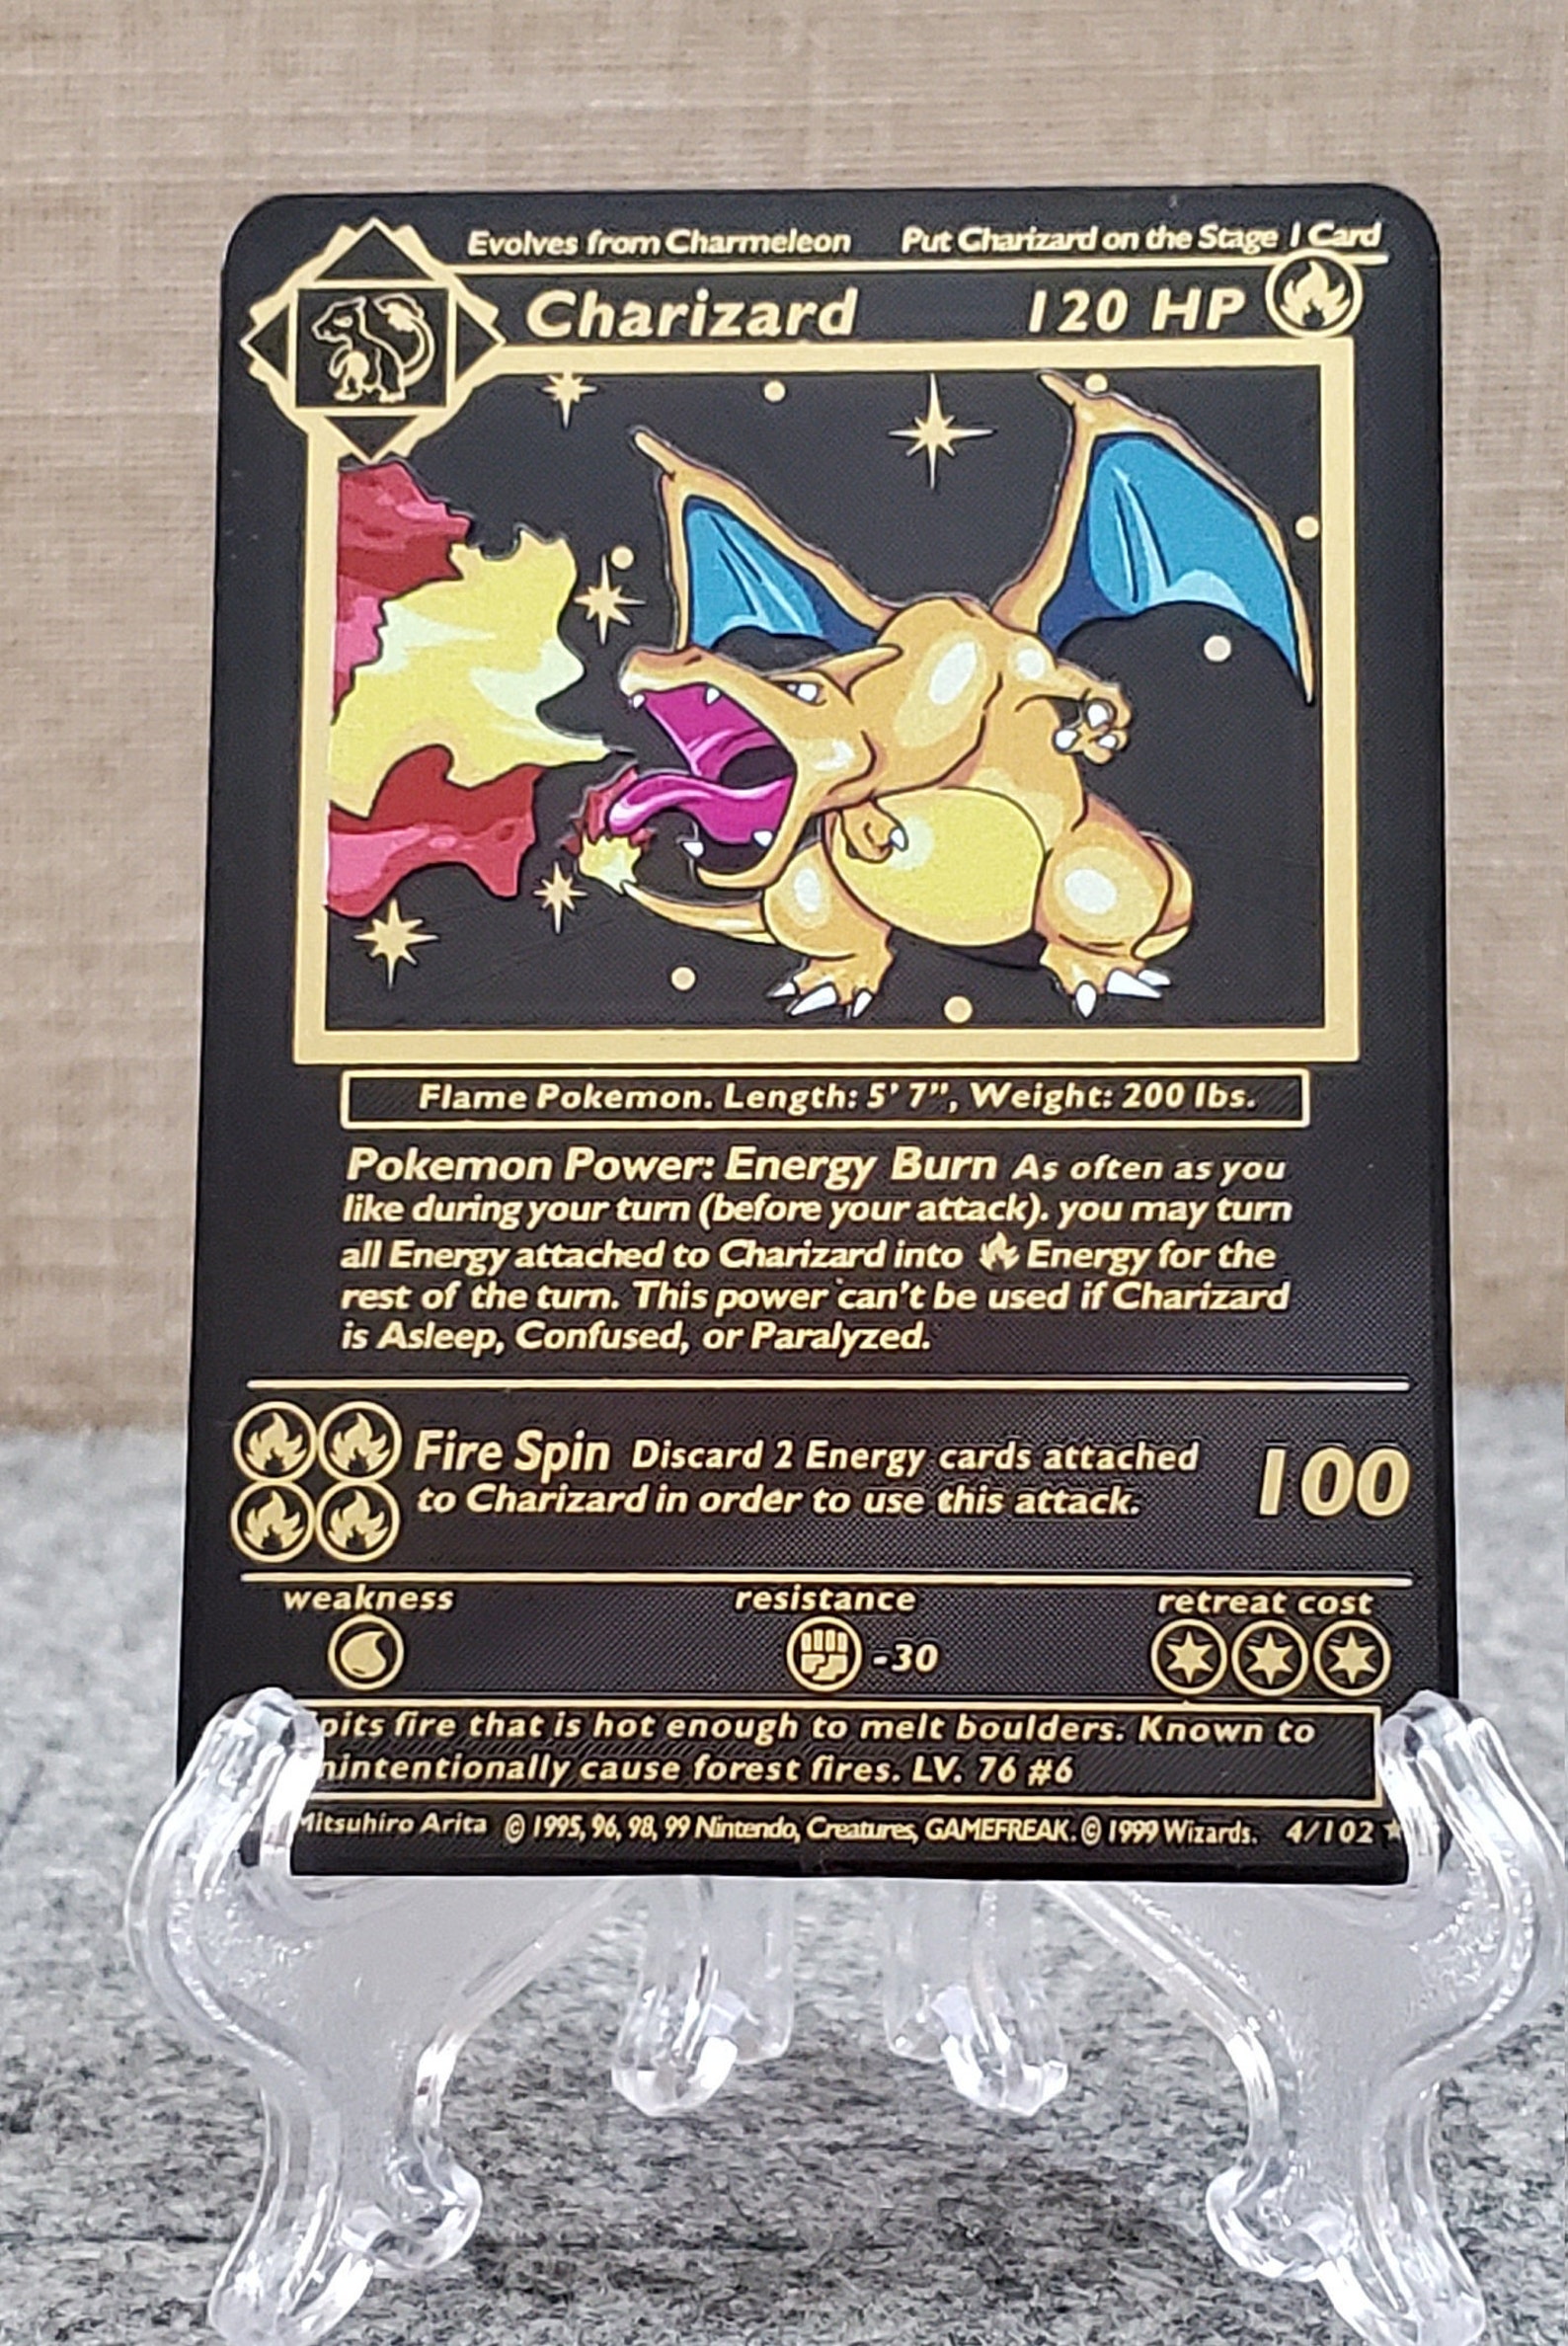 Evolves from Charmeleon Put Charizard on the Stage 1 Card
Charizard 120 HP
Flame Pokemon. Length: 5' 7", Weight: 200 lbs.
Pokemon Power: Energy Burn As often as you
like during your turn (before your attack). you may turn
all Energy attached to Charizard into Energy for the
rest of the turn. This power can't be used if Charizard
is Asleep, Confused, or Paralyzed.
Fire Spin Discard 2 Energy cards attached
to Charizard in order to use this attack.
100
weakness resistance retreat cost
-30
pits fire that is hot enough to melt boulders. Known to
nintentionally cause forest fires. LV. 76 #6
Mitsuhiro Arita © 1995, 96, 98, 99 Nintendo, Creatures, GAMEFREAK. © 1999 Wizards. 4/102 ★